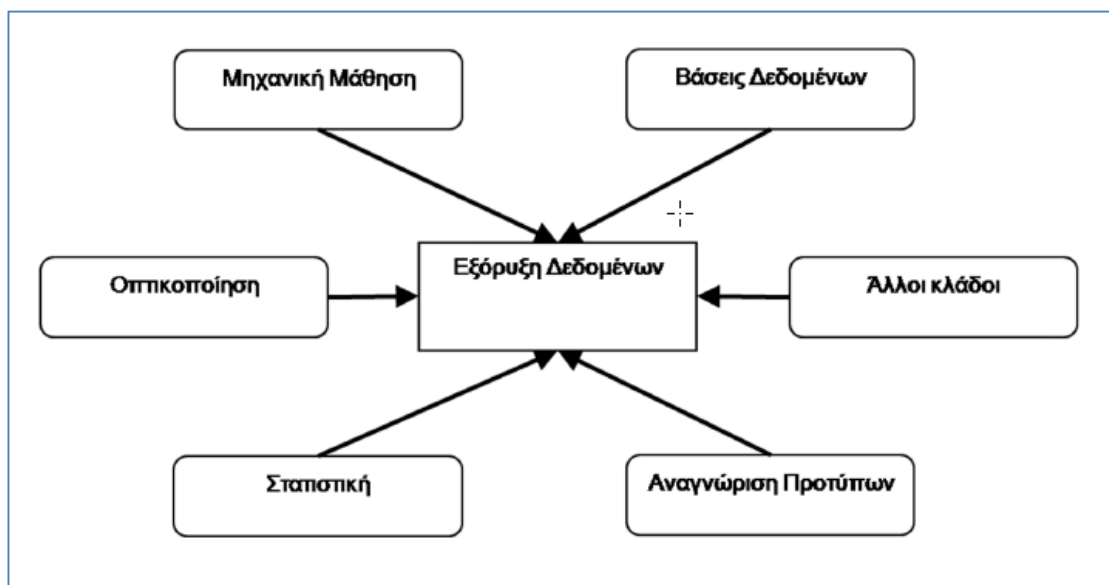 Μηχανική Μάθηση
Βάσεις Δεδομένων
Εξόρυξη Δεδομένων
Οπτικοποίηση
Άλλοι κλάδοι
Στατιστική
Αναγνώριση Προτύπων